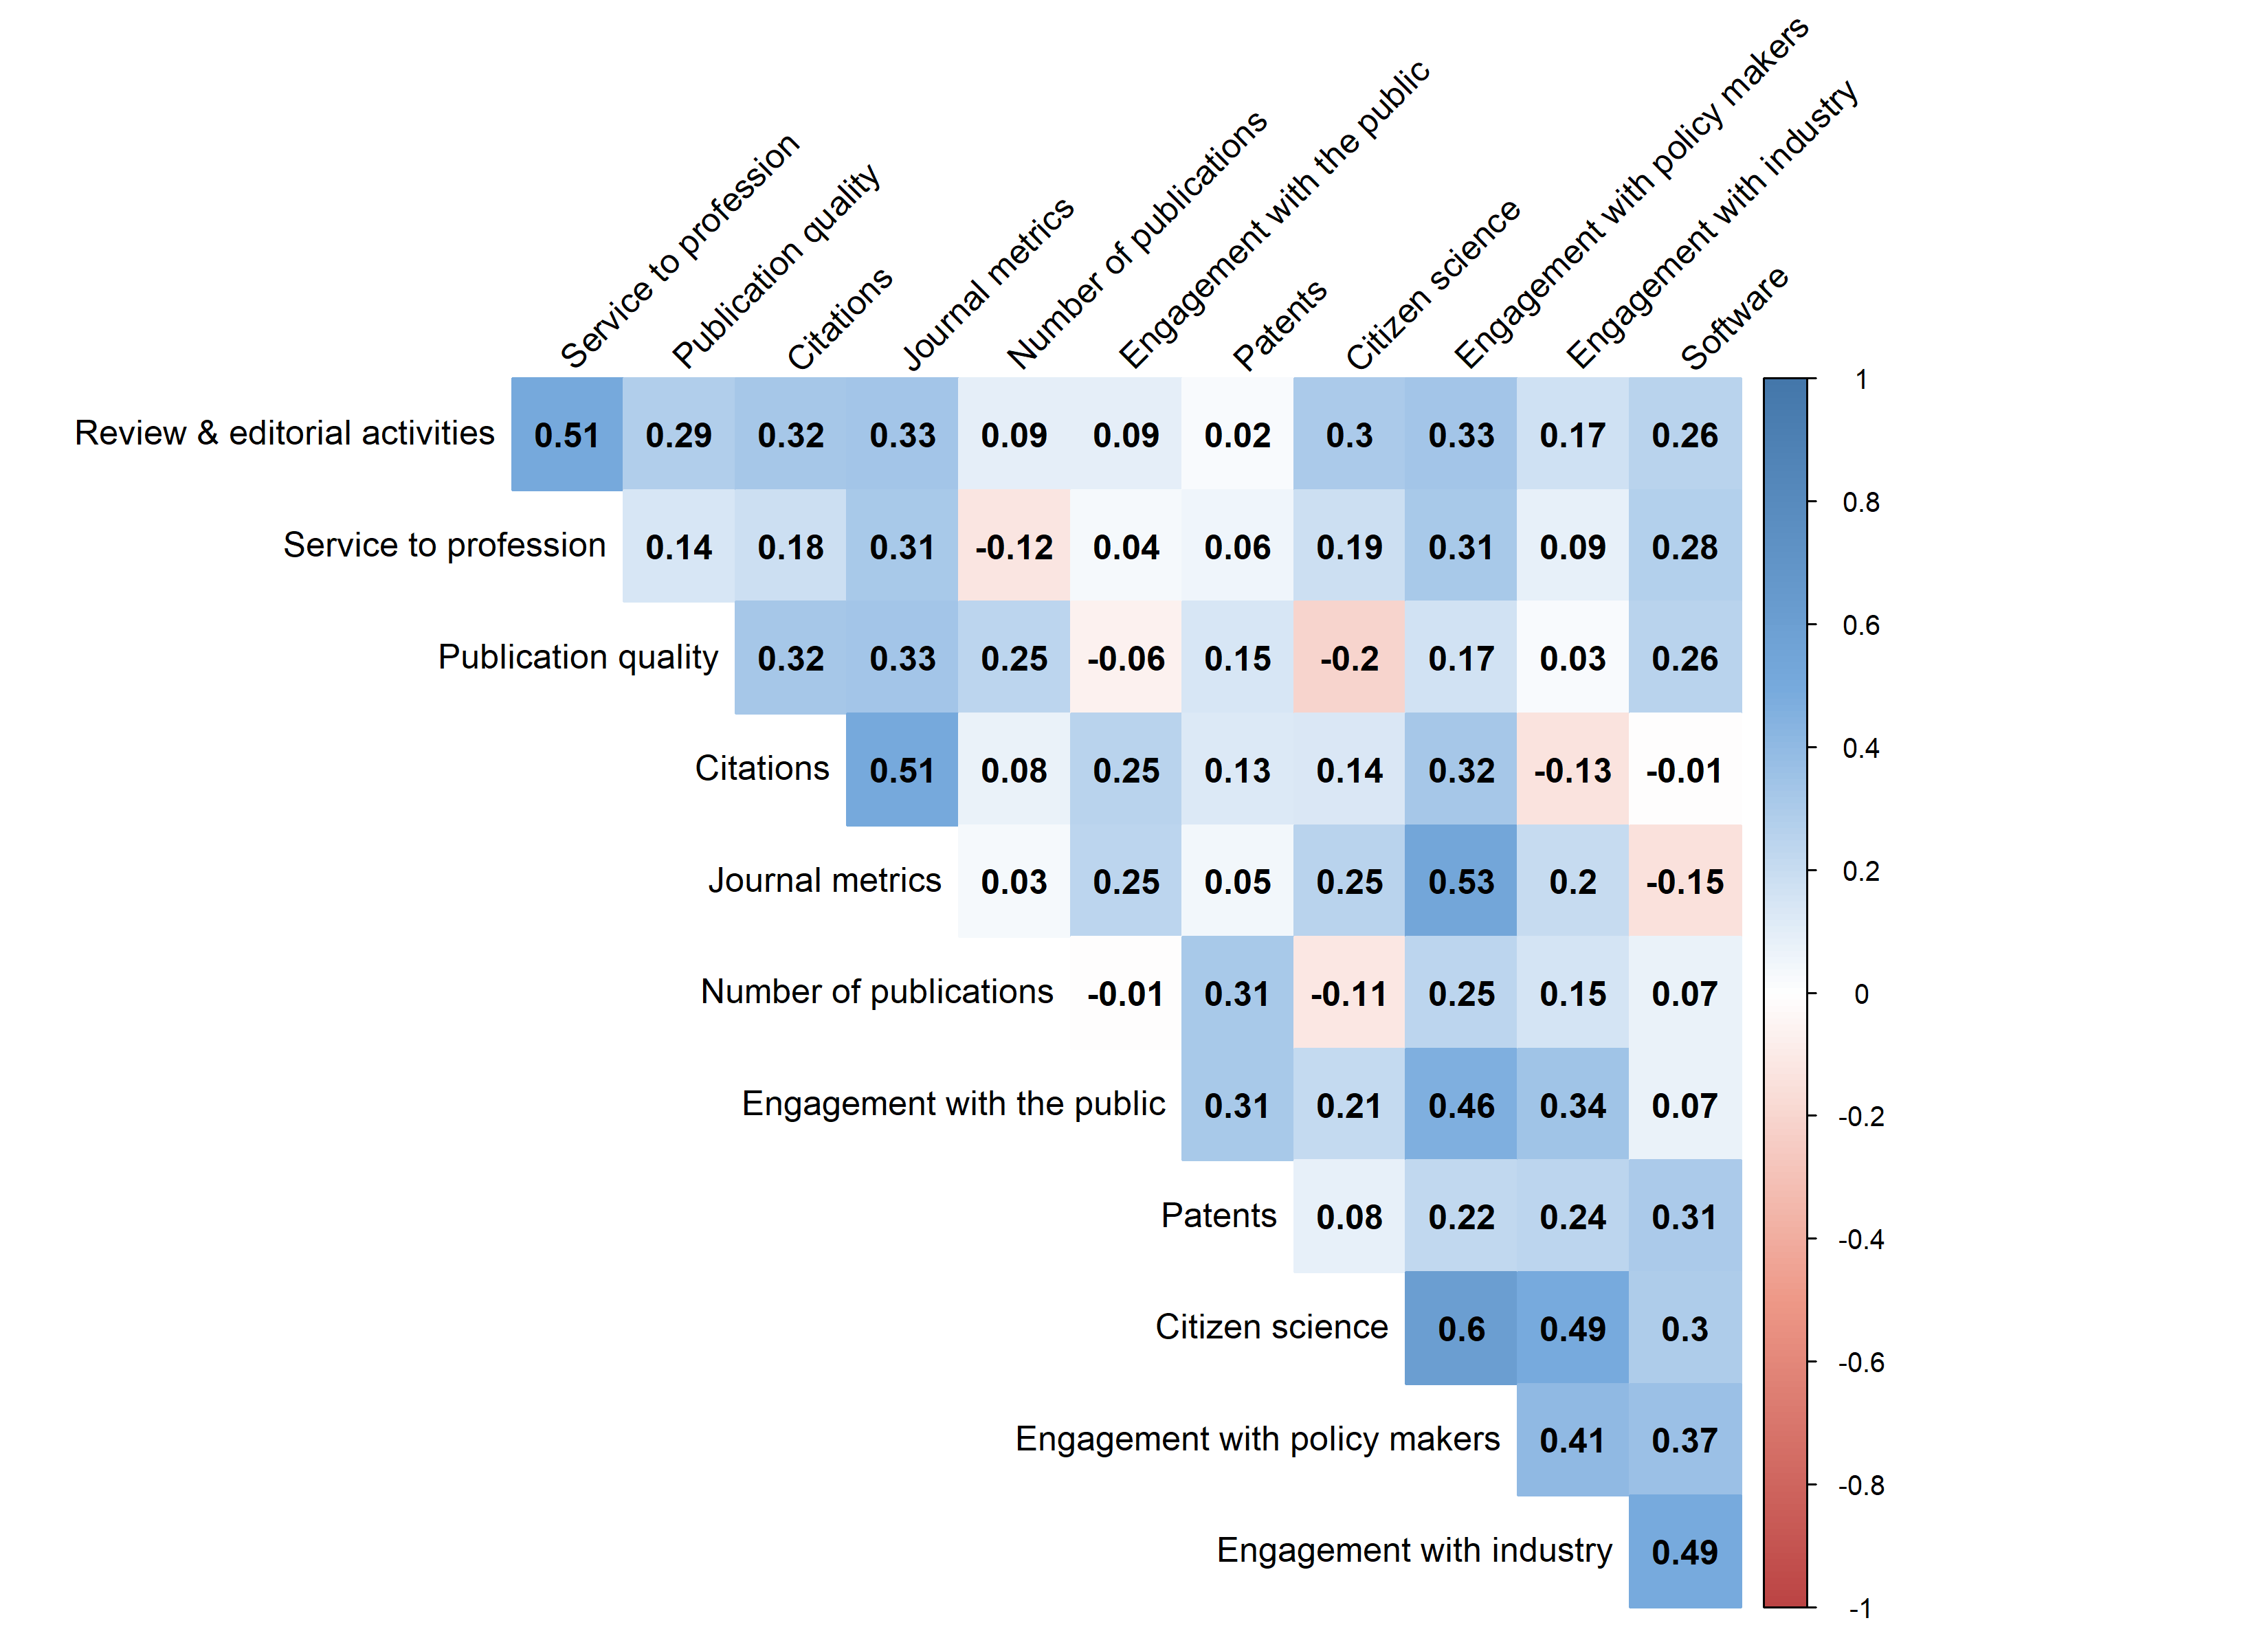 Service to profession
Publication quality
Citations
Journal metrics
Number of publications
Engagement with the public
Patents
Citizen science
Engagement with policy makers
Engagement with industry
Software
Review & editorial activities 0.51 0.29 0.32 0.33 0.09 0.09 0.02 0.3 0.33 0.17 0.26
Service to profession 0.14 0.18 0.31 -0.12 0.04 0.06 0.19 0.31 0.09 0.28
Publication quality 0.32 0.33 0.25 -0.06 0.15 -0.2 0.17 0.03 0.26
Citations 0.51 0.08 0.25 0.13 0.14 0.32 -0.13 -0.01
Journal metrics 0.03 0.25 0.05 0.25 0.53 0.2 -0.15
Number of publications -0.01 0.31 -0.11 0.25 0.15 0.07
Engagement with the public 0.31 0.21 0.46 0.34 0.07
Patents 0.08 0.22 0.24 0.31
Citizen science 0.6 0.49 0.3
Engagement with policy makers 0.41 0.37
Engagement with industry 0.49
1
0.8
0.6
0.4
0.2
0
-0.2
-0.4
-0.6
-0.8
-1